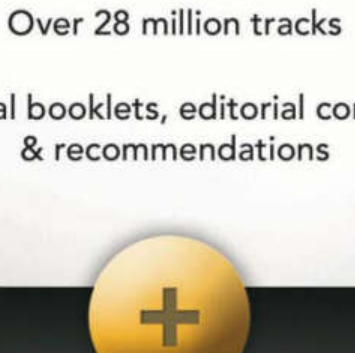 Over 28 million tracks
booklets, editorial
& recommendations
+